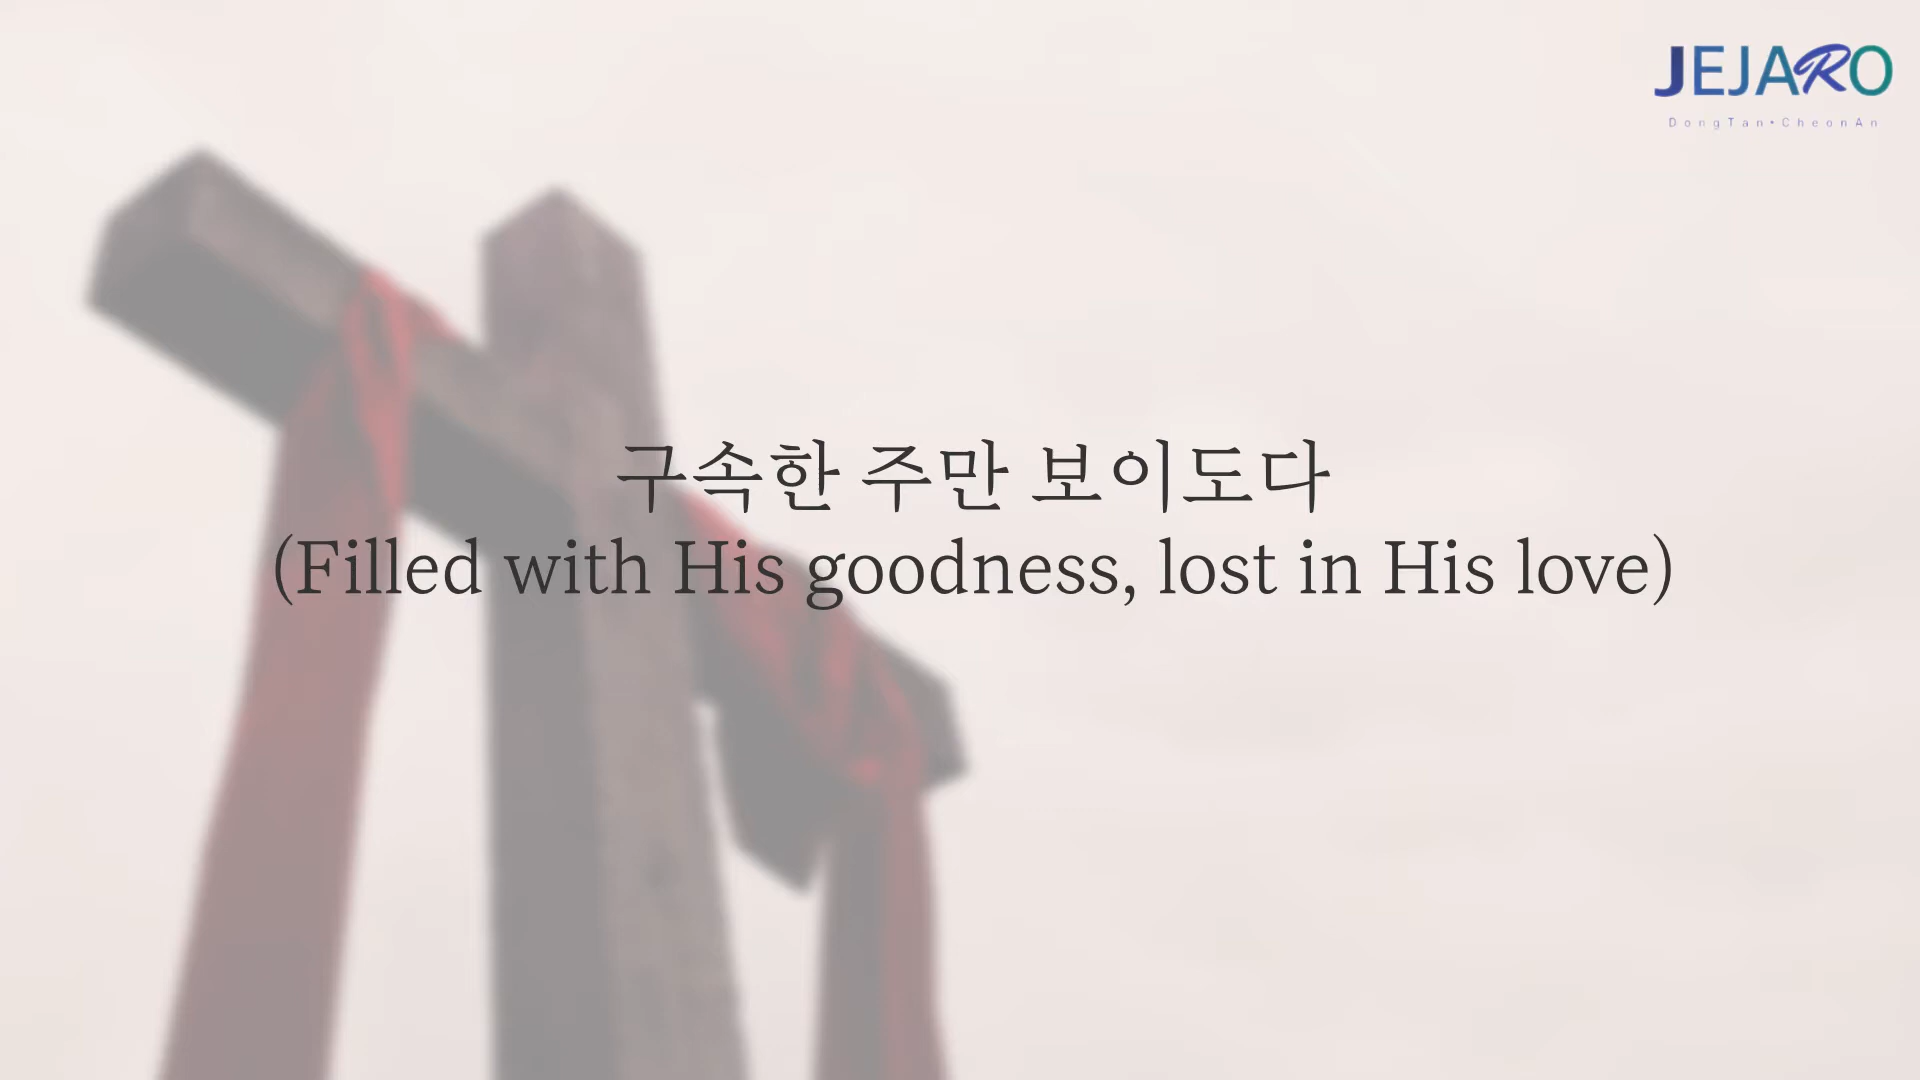 JEJARO
DongTan•CheonAn
구속한 주만 보이도다
(Filled with His goodness, lost in His love)